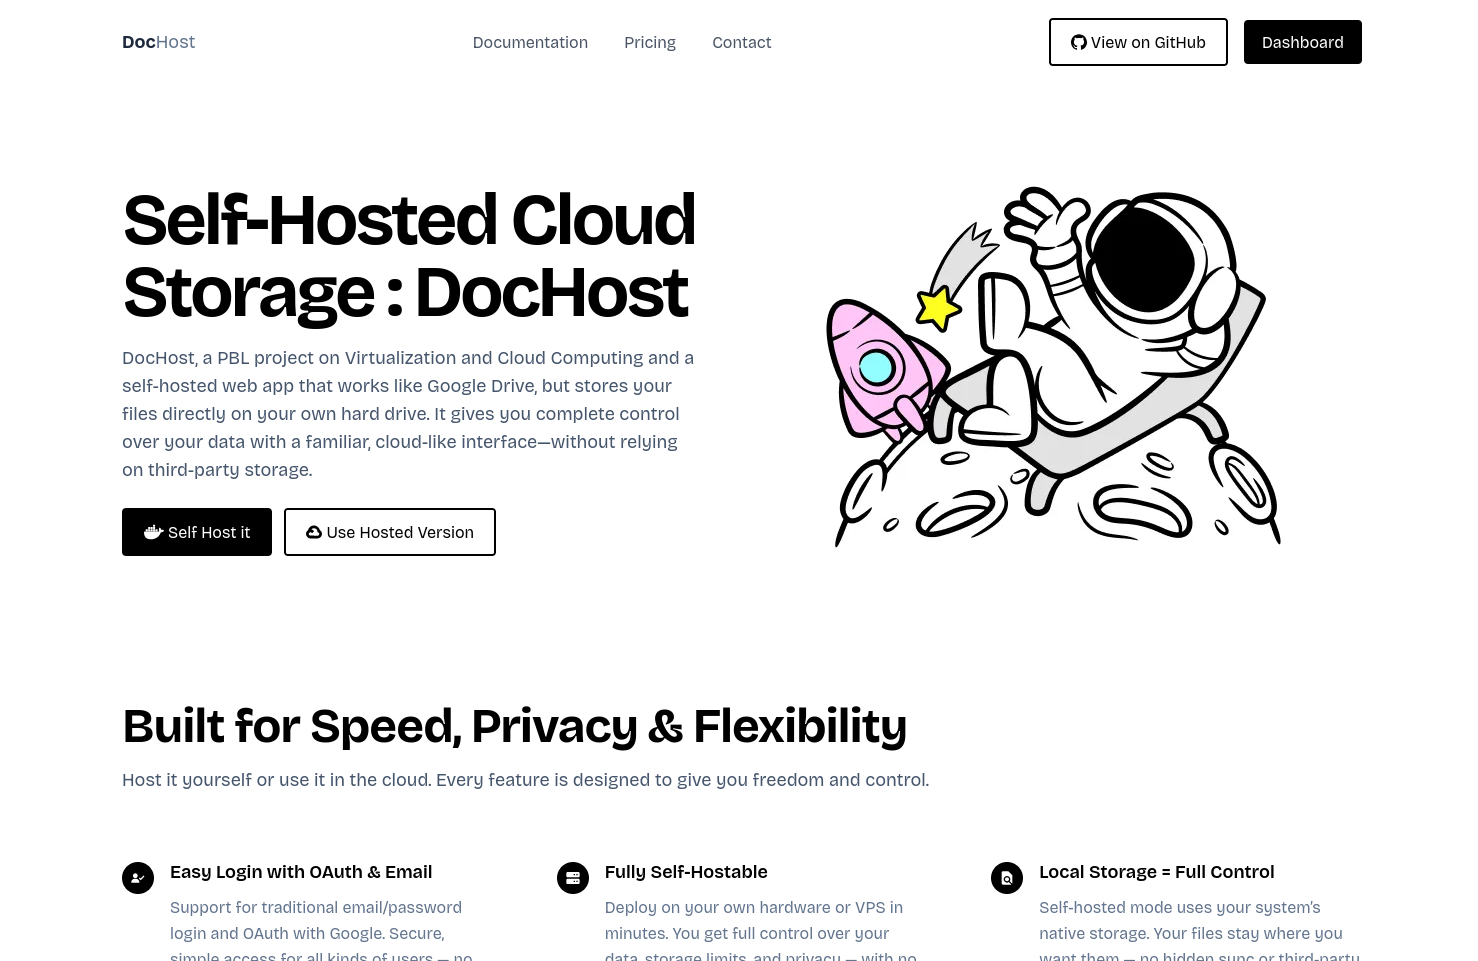 DocHost
Documentation
Pricing
Contact
View on GitHub
Dashboard
Self-Hosted Cloud
Storage : DocHost
DocHost, a PBL project on Virtualization and Cloud Computing and a
self-hosted web app that works like Google Drive, but stores your
files directly on your own hard drive. It gives you complete control
over your data with a familiar, cloud-like interface—without relying
on third-party storage.
Self Host it
Use Hosted Version
Built for Speed, Privacy & Flexibility
Host it yourself or use it in the cloud. Every feature is designed to give you freedom and control.
Easy Login with OAuth & Email
Support for traditional email/password
login and OAuth with Google. Secure,
simple access for all kinds of users — no
Fully Self-Hostable
Deploy on your own hardware or VPS in
minutes. You get full control over your
data, storage limits, and privacy — with no
Local Storage = Full Control
Self-hosted mode uses your system's
native storage. Your files stay where you
want them — no hidden sync or third-party